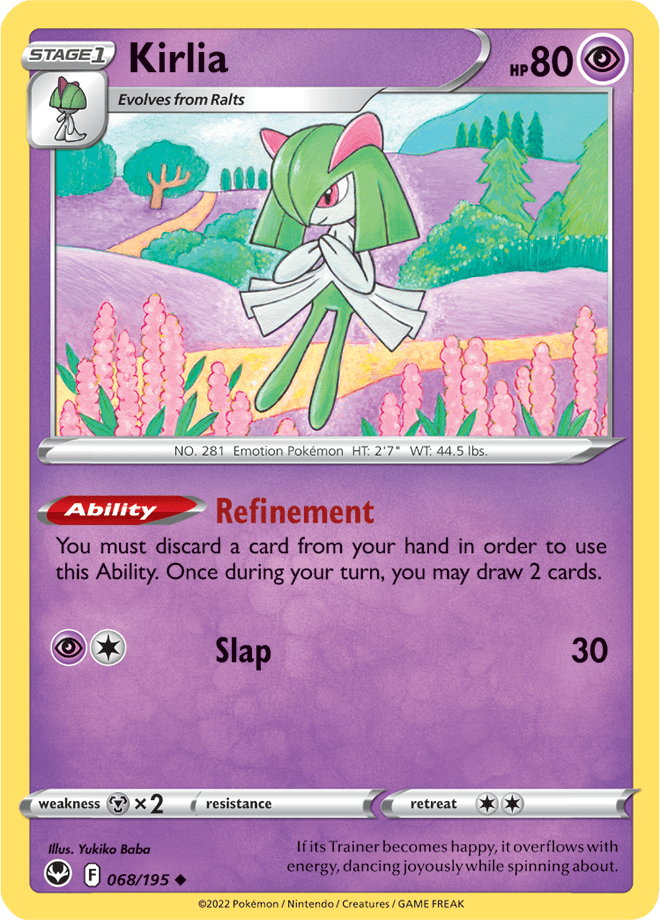 STAGE1
Kirlia
HP80
Evolves from Ralts
NO. 281 Emotion Pokémon HT: 2'7" WT: 44.5 lbs.
Ability Refinement
You must discard a card from your hand in order to use
this Ability. Once during your turn, you may draw 2 cards.
Slap 30
weakness ×2 resistance retreat
Illus. Yukiko Baba
If its Trainer becomes happy, it overflows with
energy, dancing joyously while spinning about.
F 068/195
©2022 Pokémon / Nintendo / Creatures / GAME FREAK